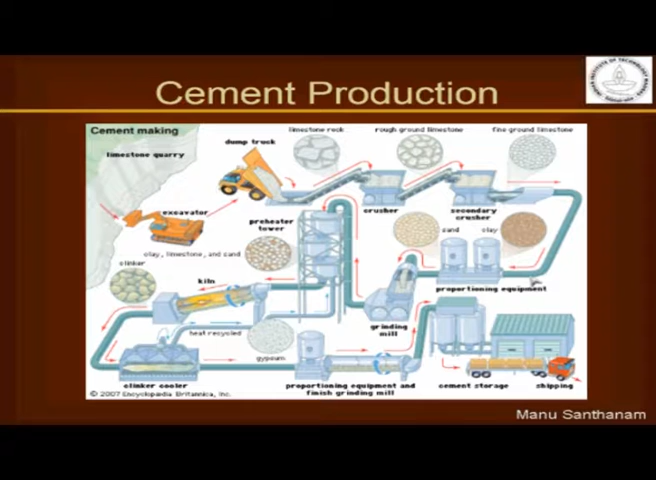 Cement Production
Cement making
limestone rock
rough ground limestone
fine ground limestone
dump truck
limestone quarry
excavator
crusher
secondary
crusher
preheater
tower
sand
clay
clay, limestone, and sand
clinker
kiln
proportioning equipment
grinding
mill
heat recycled
gypsum
clinker cooler
proportioning equipment and
finish grinding mill
cement storage
shipping
© 2007 Encyclopædia Britannica, Inc.
Manu Santhanam